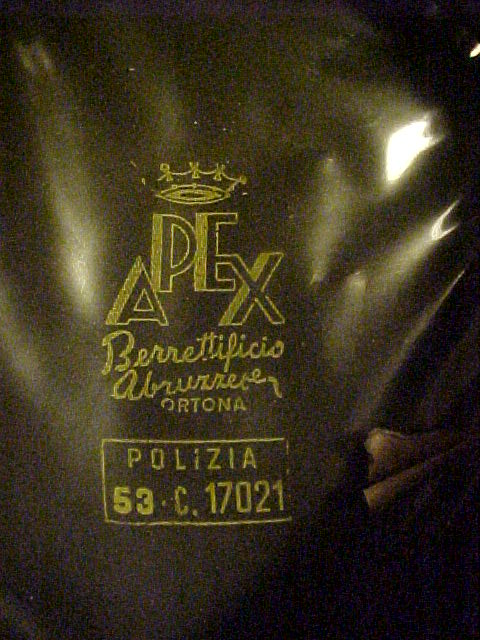 APEX
Berrettificio
Abruzzese
ORTONA
POLIZIA
53·C. 17021